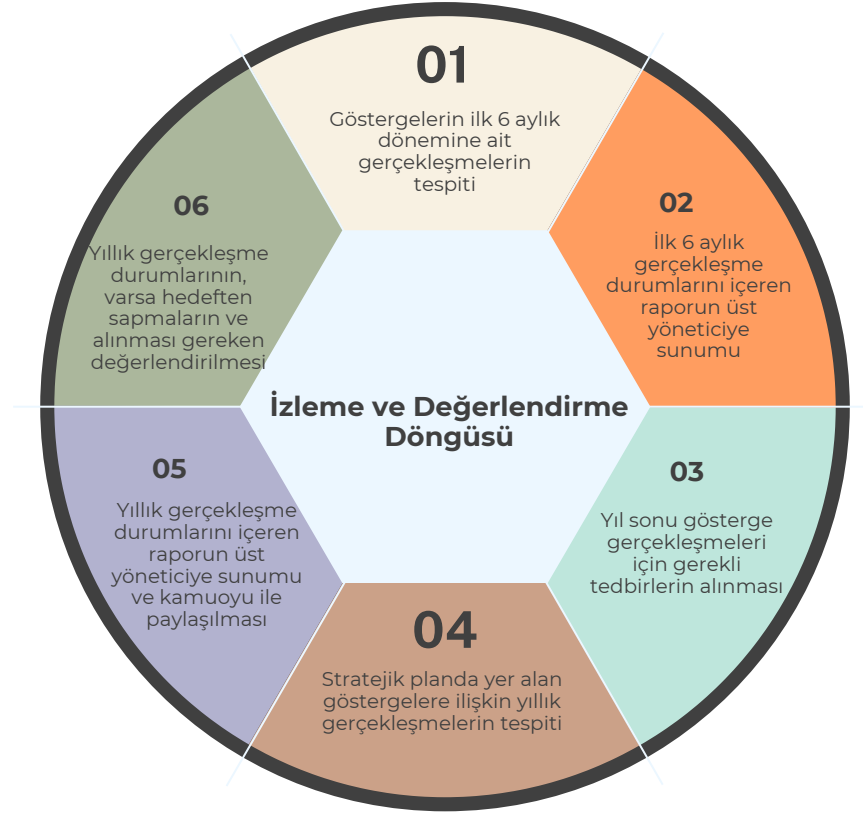 01
Göstergelerin ilk 6 aylık
dönemine ait
gerçekleşmelerin
tespiti
02
İlk 6 aylık
gerçekleşme
durumlarını içeren
raporun üst
yöneticiye
sunumu
03
Yıl sonu gösterge
gerçekleşmeleri
için gerekli
tedbirlerin alınması
04
Stratejik planda yer alan
göstergelere ilişkin yıllık
gerçekleşmelerin tespiti
05
Yıllık gerçekleşme
durumlarını içeren
raporun üst
yöneticiye sunumu
ve kamuoyu ile
paylaşılması
06
Yıllık gerçekleşme
durumlarının,
varsa hedeften
sapmaların ve
alınması gereken
değerlendirilmesi
İzleme ve Değerlendirme
Döngüsü